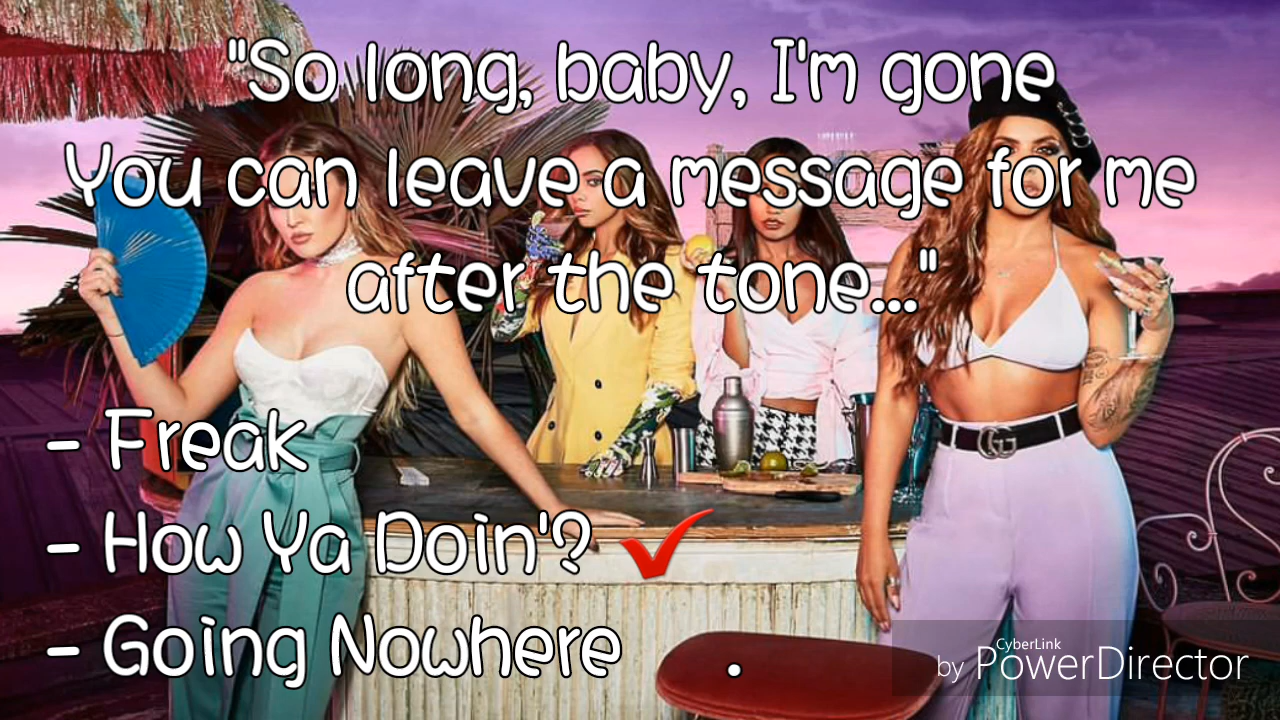 "So long, baby, I'm gone
You can leave a message for me
after the tone..."
- Freak
- How Ya Doin'?
- Going Nowhere .
CyberLink
by PowerDirector